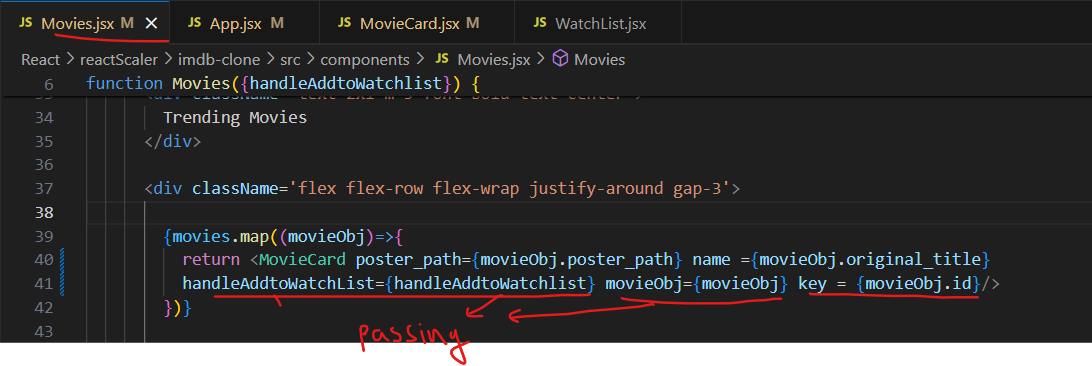 JS Movies.jsx M × JS App.jsx M JS MovieCard.jsx M JS WatchList.jsx
React > reactScaler > imdb-clone > src > components > JS Movies.jsx > Movies
6 function Movies({handleAddtoWatchlist}) {
34 Trending Movies
35 </div>
36
37 <div className='flex flex-row flex-wrap justify-around gap-3'>
38
39 {movies.map((movieObj)=>{
40 return <MovieCard poster_path={movieObj.poster_path} name ={movieObj.original_title}
41 handleAddtoWatchList={handleAddtoWatchlist} movieObj={movieObj} key = {movieObj.id}/>
42 })}
43
passing